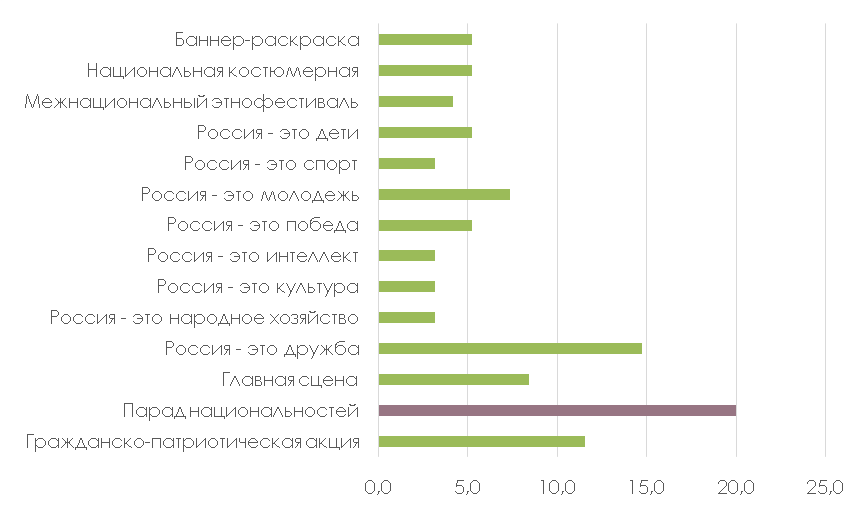 Баннер-раскраска
Национальная костюмерная
Межнациональный этнофестиваль
Россия - это дети
Россия - это спорт
Россия - это молодежь
Россия - это победа
Россия - это интеллект
Россия - это культура
Россия - это народное хозяйство
Россия - это дружба
Главная сцена
Парад национальностей
Гражданско-патриотическая акция
0,0 5,0 10,0 15,0 20,0 25,0